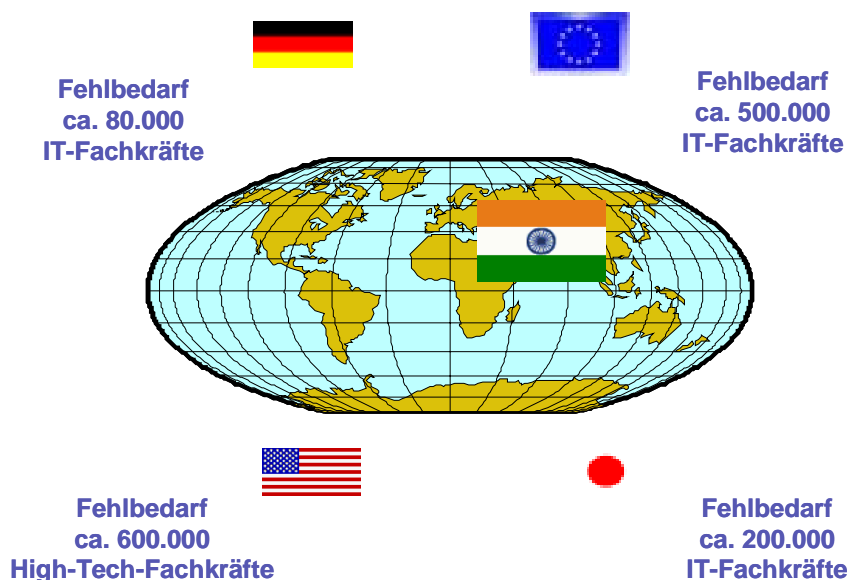 Fehlbedarf
ca. 80.000
IT-Fachkräfte
Fehlbedarf
ca. 500.000
IT-Fachkräfte
Fehlbedarf
ca. 600.000
High-Tech-Fachkräfte
Fehlbedarf
ca. 200.000
IT-Fachkräfte